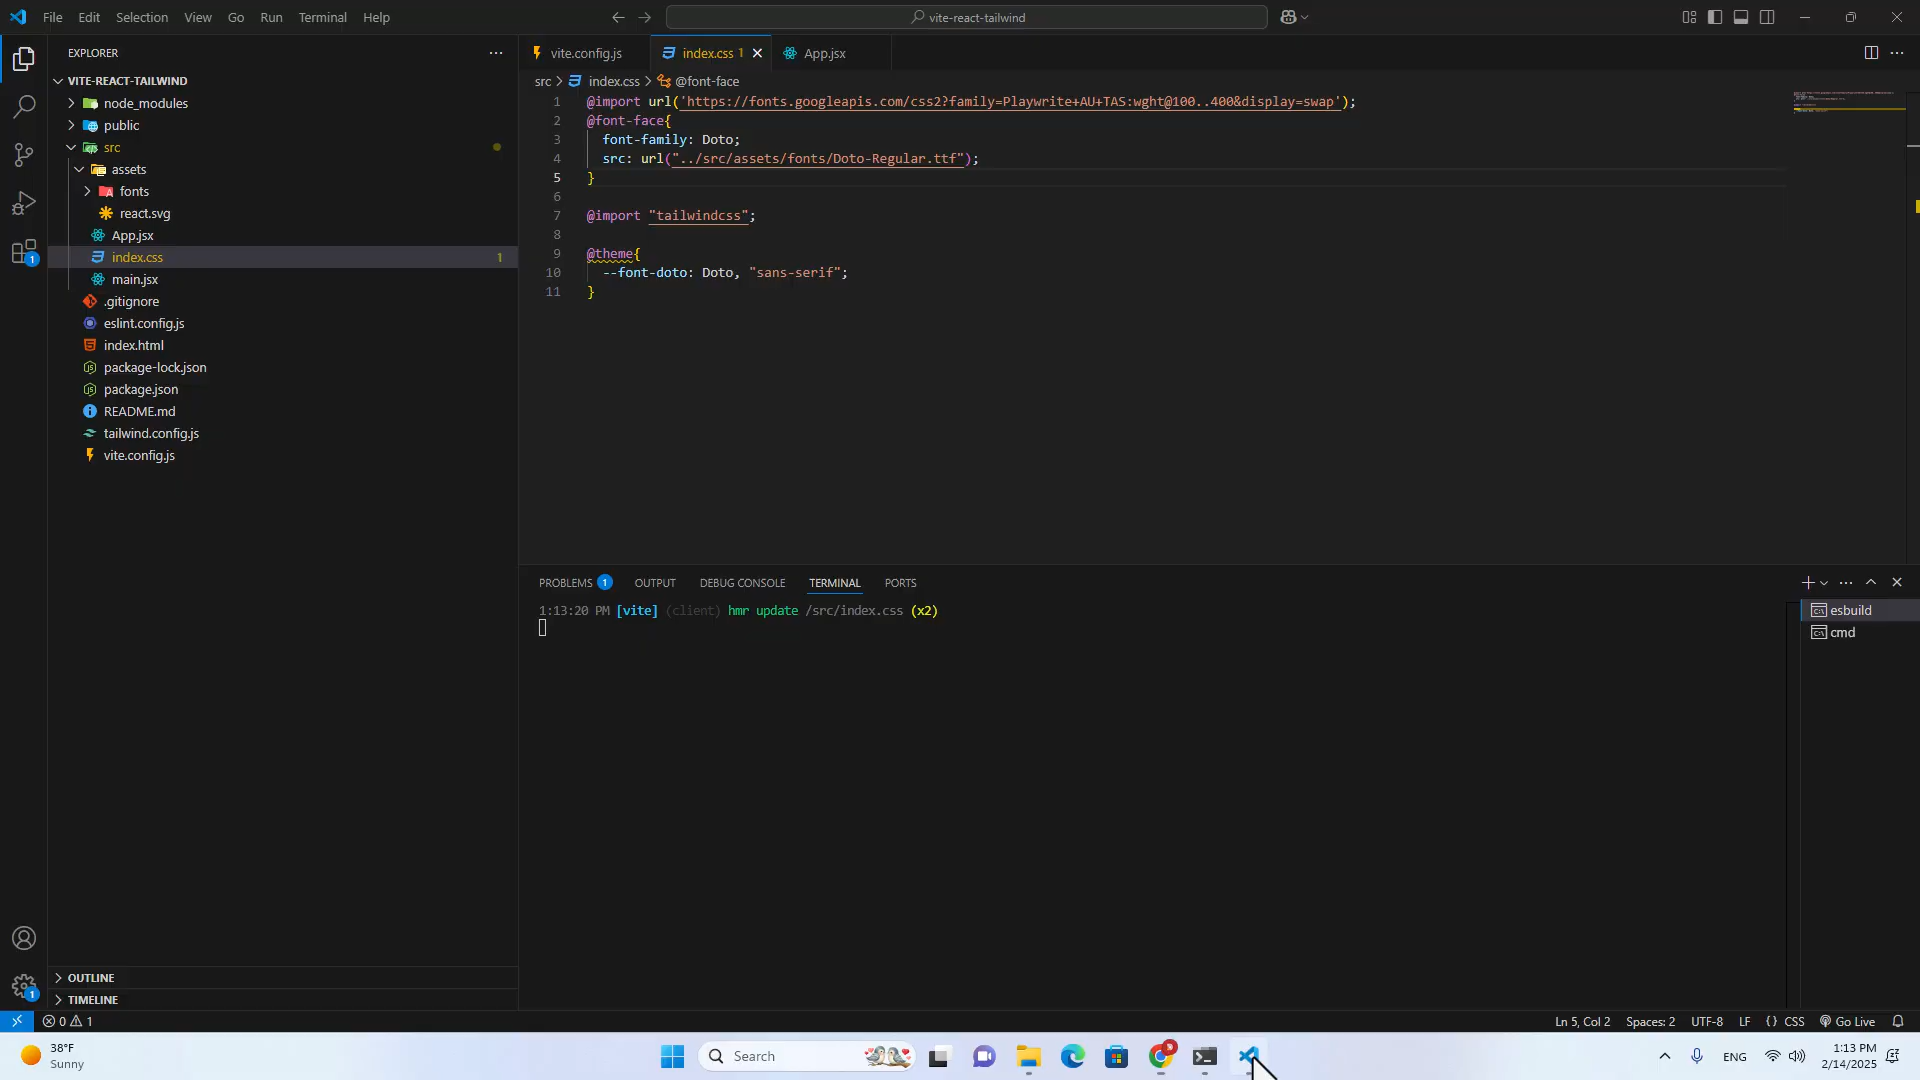 File Edit Selection View Go Run Terminal Help
vite-react-tailwind
EXPLORER
VITE-REACT-TAILWIND
node_modules
public
src
assets
fonts
react.svg
App.jsx
index.css 1
main.jsx
.gitignore
eslint.config.js
index.html
package-lock.json
package.json
README.md
tailwind.config.js
vite.config.js
OUTLINE
TIMELINE
vite.config.js index.css 1 App.jsx
src > index.css > @font-face
1 @import url('https://fonts.googleapis.com/css2?family=Playwrite+AU+TAS:wght@100..400&display=swap');
2 @font-face{
3 font-family: Doto;
4 src: url("../src/assets/fonts/Doto-Regular.ttf");
5 }
6
7 @import "tailwindcss";
8
9 @theme{
10 --font-doto: Doto, "sans-serif";
11 }
PROBLEMS 1 OUTPUT DEBUG CONSOLE TERMINAL PORTS
1:13:20 PM [vite] (client) hmr update /src/index.css (x2)
esbuild
cmd
1
1
0 1
Ln 5, Col 2 Spaces: 2 UTF-8 LF {} CSS Go Live
38°F
Sunny
Search
ENG
1:13 PM
2/14/2025